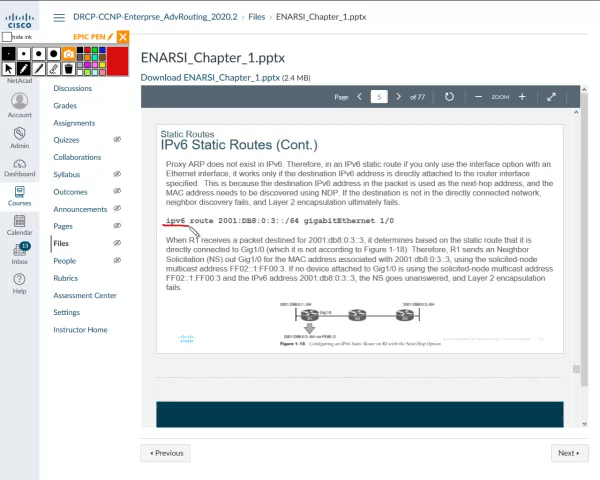 CISCO
DRCP-CCNP-Enterprse_AdvRouting_2020.2 › Files › ENARSI_Chapter_1.pptx
hide ink
EPIC PEN
NetAcad
Account
Admin
Dashboard
Courses
Calendar
13
Inbox
Help
Discussions
Grades
Assignments
Quizzes
Collaborations
Syllabus
Outcomes
Announcements
Pages
Files
People
Rubrics
Assessment Center
Settings
Instructor Home
ENARSI_Chapter_1.pptx
Download ENARSI_Chapter_1.pptx (2.4 MB)
Page < 5 > of 77 — ZOOM +
Static Routes
IPv6 Static Routes (Cont.)
Proxy ARP does not exist in IPv6. Therefore, in an IPv6 static route if you only use the interface option with an
Ethernet interface, it works only if the destination IPv6 address is directly attached to the router interface
specified. This is because the destination IPv6 address in the packet is used as the next-hop address, and the
MAC address needs to be discovered using NDP. If the destination is not in the directly connected network,
neighbor discovery fails, and Layer 2 encapsulation ultimately fails.
ipv6 route 2001:DB8:0:3::/64 gigabitEthernet 1/0
When R1 receives a packet destined for 2001:db8:0:3::3, it determines based on the static route that it is
directly connected to Gig1/0 (which it is not according to Figure 1-18). Therefore, R1 sends an Neighbor
Solicitation (NS) out Gig1/0 for the MAC address associated with 2001:db8:0:3::3, using the solicited-node
multicast address FF02::1:FF00:3. If no device attached to Gig1/0 is using the solicited-node multicast address
FF02::1:FF00:3 and the IPv6 address 2001:db8:0:3::3, the NS goes unanswered, and Layer 2 encapsulation
fails.
Gig1/0
Figure 1-18 Configuring an IPv6 Static Route on R1 with the Next-Hop Option
Previous
Next